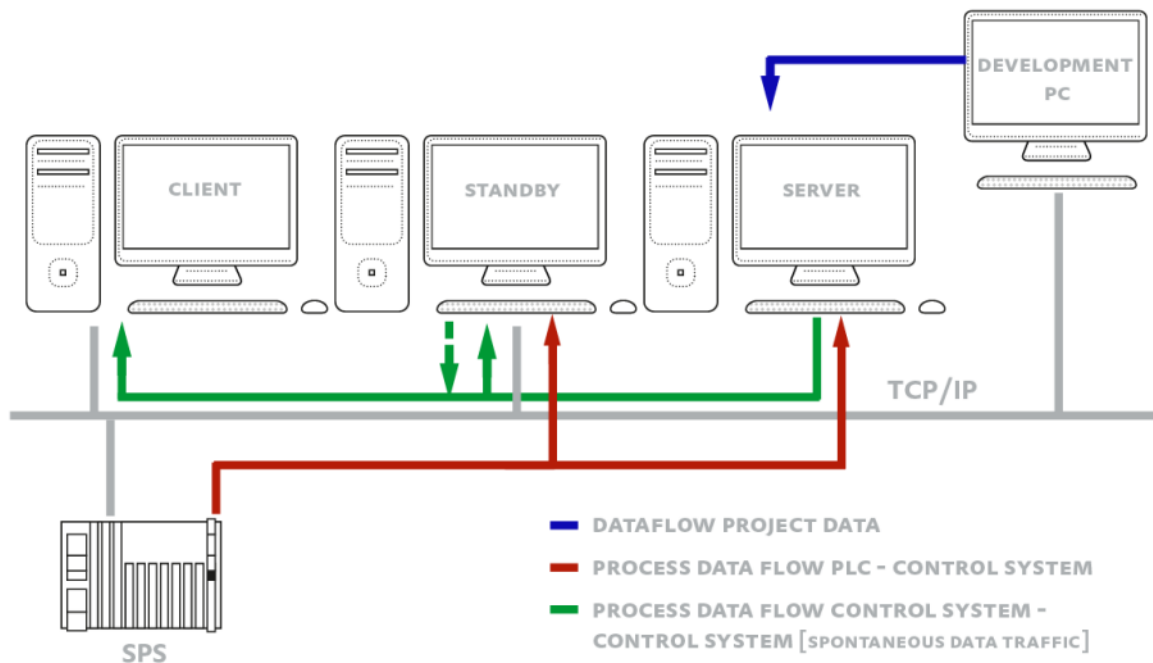 DEVELOPMENT
PC
CLIENT
STANDBY
SERVER
TCP/IP
SPS
DATAFLOW PROJECT DATA
PROCESS DATA FLOW PLC - CONTROL SYSTEM
PROCESS DATA FLOW CONTROL SYSTEM -
CONTROL SYSTEM [SPONTANEOUS DATA TRAFFIC]